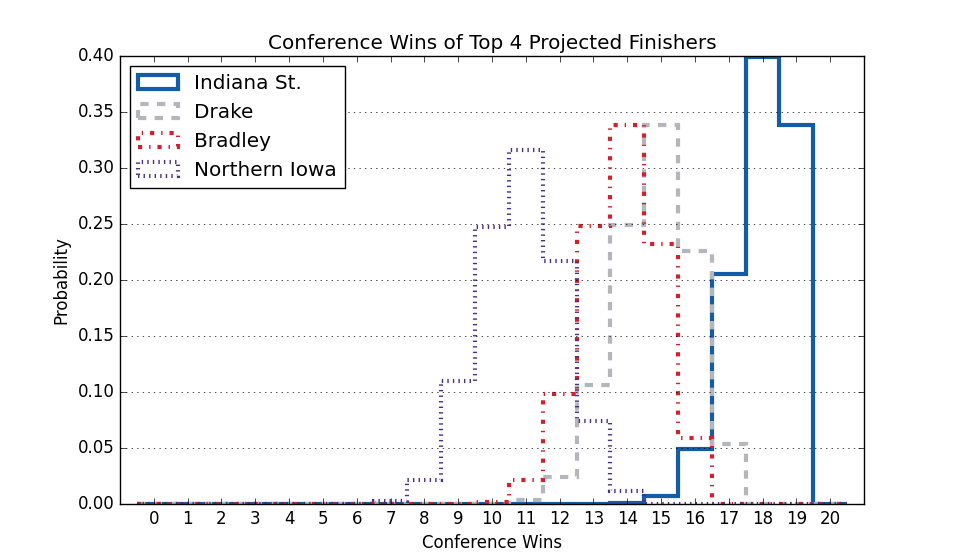 Conference Wins of Top 4 Projected Finishers
0.40
0.35
0.30
0.25
0.20
0.15
0.10
0.05
0.00
Probability
Indiana St.
Drake
Bradley
Northern Iowa
0 1 2 3 4 5 6 7 8 9 10 11 12 13 14 15 16 17 18 19 20
Conference Wins